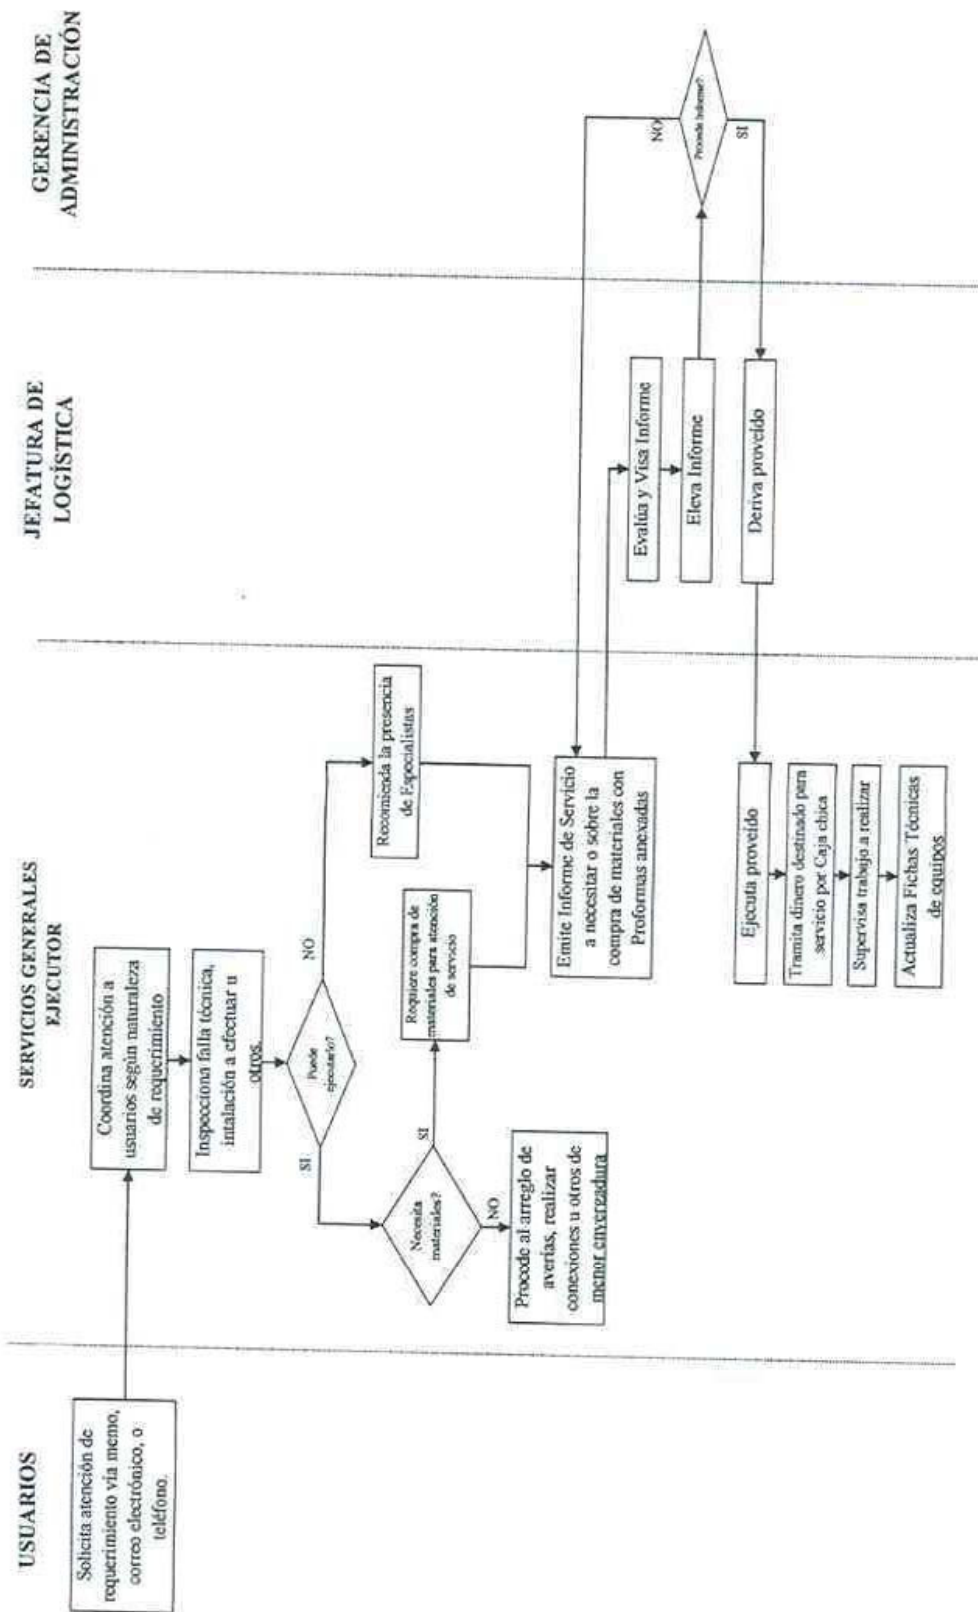 USUARIOS
SERVICIOS GENERALES
EJECUTOR
JEFATURA DE
LOGÍSTICA
GERENCIA DE
ADMINISTRACIÓN
Solicita atención de
requerimiento via memo,
correo electrónico, o
teléfono.
Coordina atención a
usuarios según naturaleza
de requerimiento
Inspecciona falla técnica,
intalación a efectuar u
otros.
Puede
ejecutarlo?
SI
NO
Necesita
materiales?
SI
NO
Recomienda la presencia
de Especialistas
Requiere compra de
materiales para atención
de servicio
Procede al arreglo de
averías, realizar
conexiones u otros de
menor envergadura
Emite Informe de Servicio
a necesitar o sobre la
compra de materiales con
Proformas anexadas
Evalúa y Visa Informe
Eleva Informe
Procede Informe?
NO
SI
Deriva proveído
Ejecuta proveído
Tramita dinero destinado para
servicio por Caja chica
Supervisa trabajo a realizar
Actualiza Fichas Técnicas
de equipos